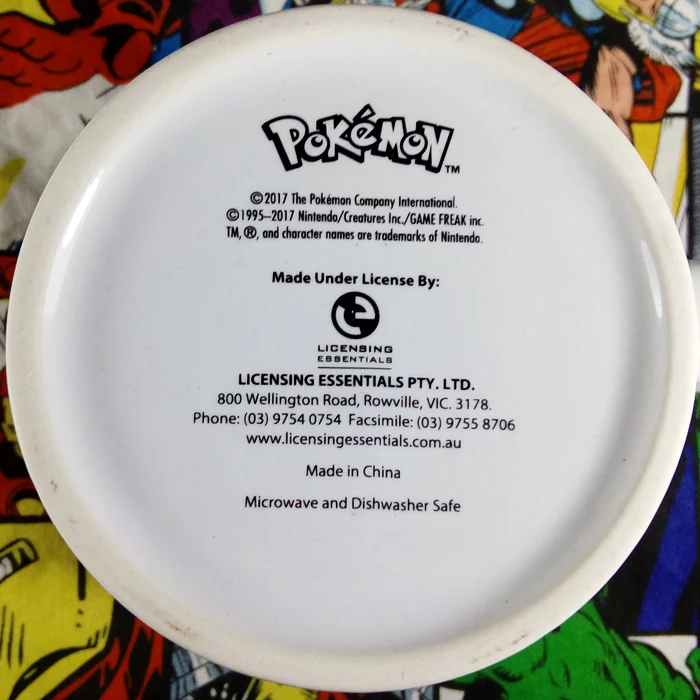 POKéMON™
©2017 The Pokémon Company International.
©1995–2017 Nintendo/Creatures Inc./GAME FREAK inc.
TM,®, and character names are trademarks of Nintendo.
Made Under License By:
e
LICENSING
ESSENTIALS
LICENSING ESSENTIALS PTY. LTD.
800 Wellington Road, Rowville, VIC. 3178.
Phone: (03) 9754 0754 Facsimile: (03) 9755 8706
www.licensingessentials.com.au
Made in China
Microwave and Dishwasher Safe